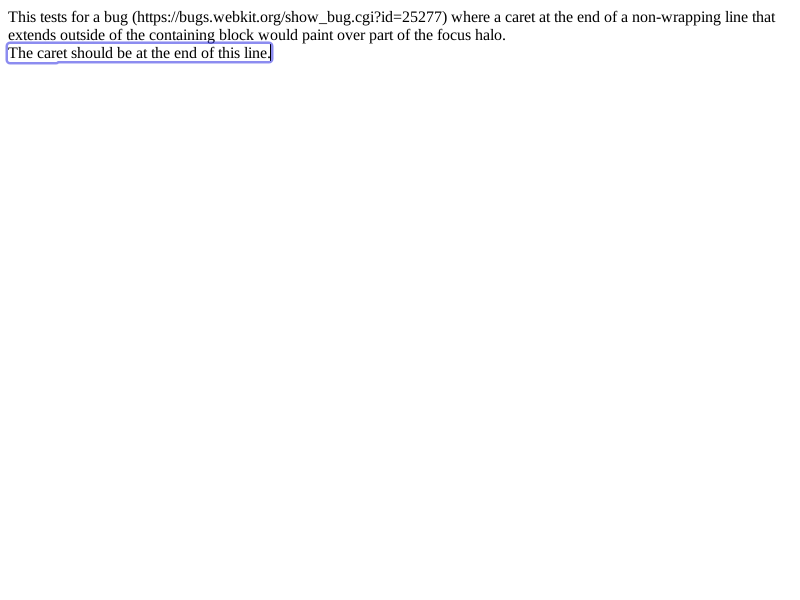 This tests for a bug (https://bugs.webkit.org/show_bug.cgi?id=25277) where a caret at the end of a non-wrapping line that
extends outside of the containing block would paint over part of the focus halo.
The caret should be at the end of this line.